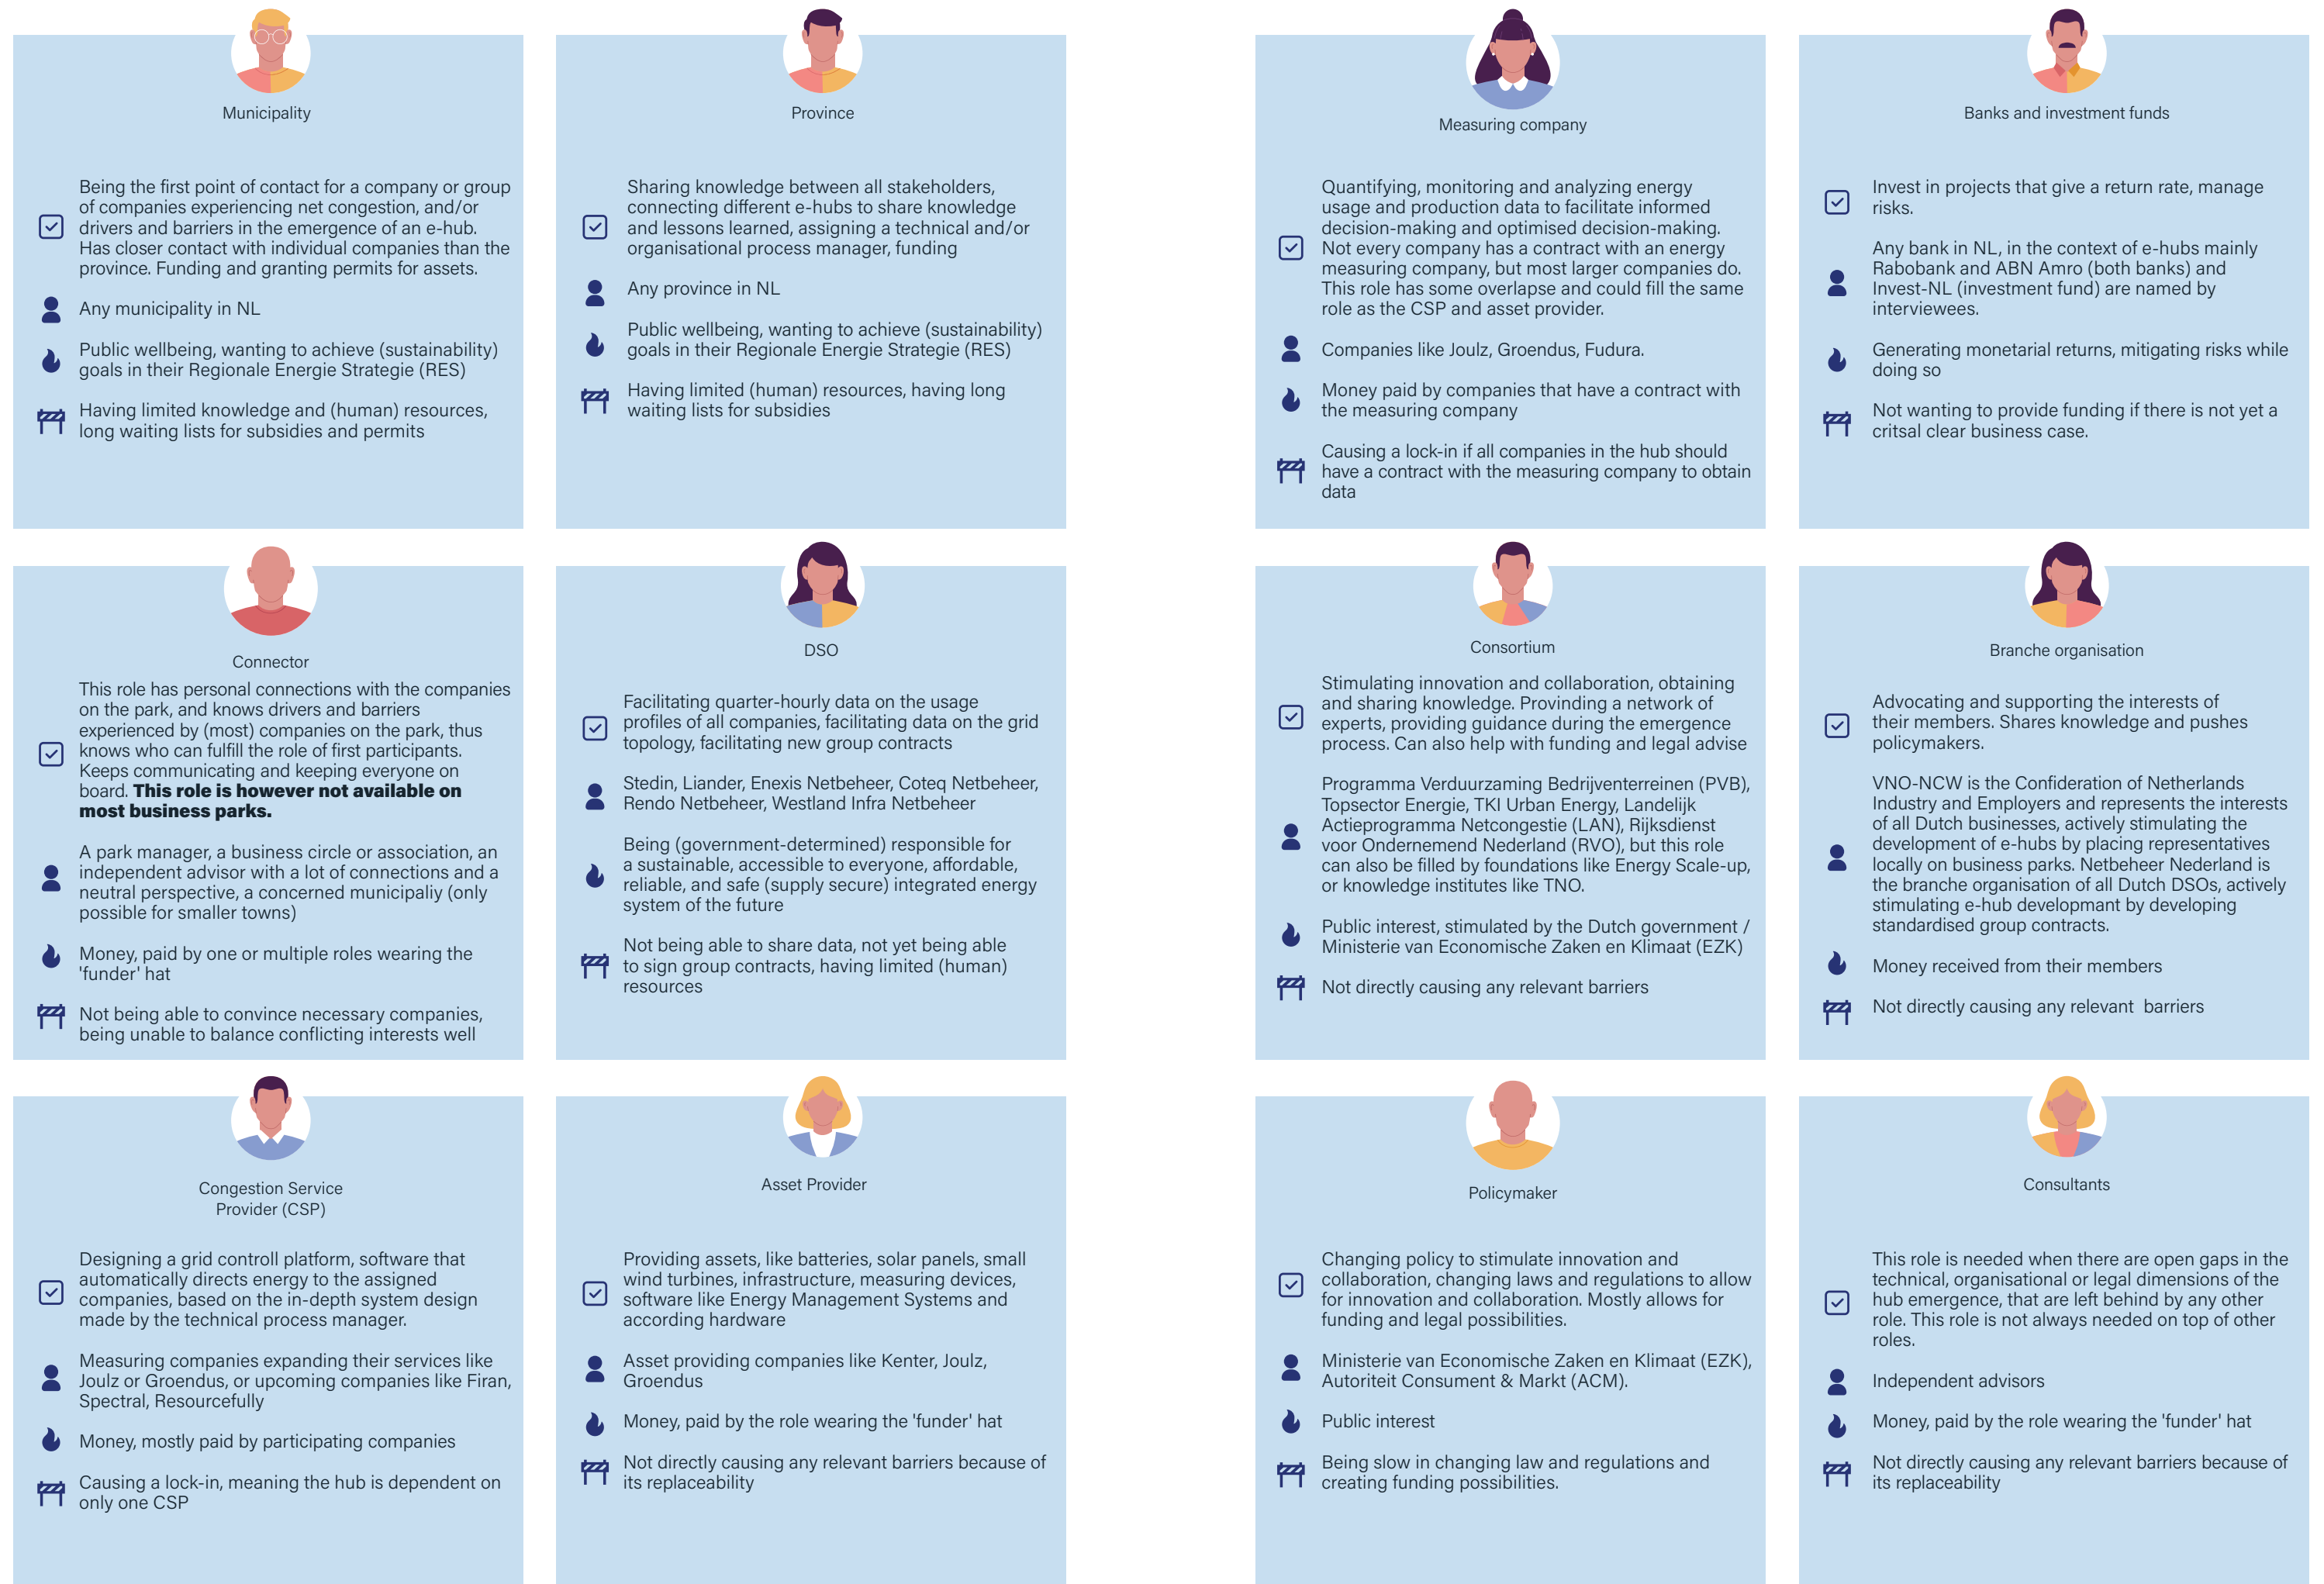 Municipality
Being the first point of contact for a company or group
of companies experiencing net congestion, and/or
drivers and barriers in the emergence of an e-hub.
Has closer contact with individual companies than the
province. Funding and granting permits for assets.
Any municipality in NL
Public wellbeing, wanting to achieve (sustainability)
goals in their Regionale Energie Strategie (RES)
Having limited knowledge and (human) resources,
long waiting lists for subsidies and permits
Province
Sharing knowledge between all stakeholders,
connecting different e-hubs to share knowledge
and lessons learned, assigning a technical and/or
organisational process manager, funding
Any province in NL
Public wellbeing, wanting to achieve (sustainability)
goals in their Regionale Energie Strategie (RES)
Having limited (human) resources, having long
waiting lists for subsidies
Measuring company
Quantifying, monitoring and analyzing energy
usage and production data to facilitate informed
decision-making and optimised decision-making.
Not every company has a contract with an energy
measuring company, but most larger companies do.
This role has some overlapse and could fill the same
role as the CSP and asset provider.
Companies like Joulz, Groendus, Fudura.
Money paid by companies that have a contract with
the measuring company
Causing a lock-in if all companies in the hub should
have a contract with the measuring company to obtain
data
Banks and investment funds
Invest in projects that give a return rate, manage
risks.
Any bank in NL, in the context of e-hubs mainly
Rabobank and ABN Amro (both banks) and
Invest-NL (investment fund) are named by
interviewees.
Generating monetarial returns, mitigating risks while
doing so
Not wanting to provide funding if there is not yet a
critsal clear business case.
Connector
This role has personal connections with the companies
on the park, and knows drivers and barriers
experienced by (most) companies on the park, thus
knows who can fulfill the role of first participants.
Keeps communicating and keeping everyone on
board. This role is however not available on
most business parks.
A park manager, a business circle or association, an
independent advisor with a lot of connections and a
neutral perspective, a concerned municipaliy (only
possible for smaller towns)
Money, paid by one or multiple roles wearing the
'funder' hat
Not being able to convince necessary companies,
being unable to balance conflicting interests well
DSO
Facilitating quarter-hourly data on the usage
profiles of all companies, facilitating data on the grid
topology, facilitating new group contracts
Stedin, Liander, Enexis Netbeheer, Coteq Netbeheer,
Rendo Netbeheer, Westland Infra Netbeheer
Being (government-determined) responsible for
a sustainable, accessible to everyone, affordable,
reliable, and safe (supply secure) integrated energy
system of the future
Not being able to share data, not yet being able
to sign group contracts, having limited (human)
resources
Consortium
Stimulating innovation and collaboration, obtaining
and sharing knowledge. Provinding a network of
experts, providing guidance during the emergence
process. Can also help with funding and legal advise
Programma Verduurzaming Bedrijventerreinen (PVB),
Topsector Energie, TKI Urban Energy, Landelijk
Actieprogramma Netcongestie (LAN), Rijksdienst
voor Ondernemend Nederland (RVO), but this role
can also be filled by foundations like Energy Scale-up,
or knowledge institutes like TNO.
Public interest, stimulated by the Dutch government /
Ministerie van Economische Zaken en Klimaat (EZK)
Not directly causing any relevant barriers
Branche organisation
Advocating and supporting the interests of
their members. Shares knowledge and pushes
policymakers.
VNO-NCW is the Confideration of Netherlands
Industry and Employers and represents the interests
of all Dutch businesses, actively stimulating the
development of e-hubs by placing representatives
locally on business parks. Netbeheer Nederland is
the branche organisation of all Dutch DSOs, actively
stimulating e-hub developmant by developing
standardised group contracts.
Money received from their members
Not directly causing any relevant barriers
Congestion Service
Provider (CSP)
Designing a grid controll platform, software that
automatically directs energy to the assigned
companies, based on the in-depth system design
made by the technical process manager.
Measuring companies expanding their services like
Joulz or Groendus, or upcoming companies like Firan,
Spectral, Resourcefully
Money, mostly paid by participating companies
Causing a lock-in, meaning the hub is dependent on
only one CSP
Asset Provider
Providing assets, like batteries, solar panels, small
wind turbines, infrastructure, measuring devices,
software like Energy Management Systems and
according hardware
Asset providing companies like Kenter, Joulz,
Groendus
Money, paid by the role wearing the 'funder' hat
Not directly causing any relevant barriers because of
its replaceability
Policymaker
Changing policy to stimulate innovation and
collaboration, changing laws and regulations to allow
for innovation and collaboration. Mostly allows for
funding and legal possibilities.
Ministerie van Economische Zaken en Klimaat (EZK),
Autoriteit Consument & Markt (ACM).
Public interest
Being slow in changing law and regulations and
creating funding possibilities.
Consultants
This role is needed when there are open gaps in the
technical, organisational or legal dimensions of the
hub emergence, that are left behind by any other
role. This role is not always needed on top of other
roles.
Independent advisors
Money, paid by the role wearing the 'funder' hat
Not directly causing any relevant barriers because of
its replaceability